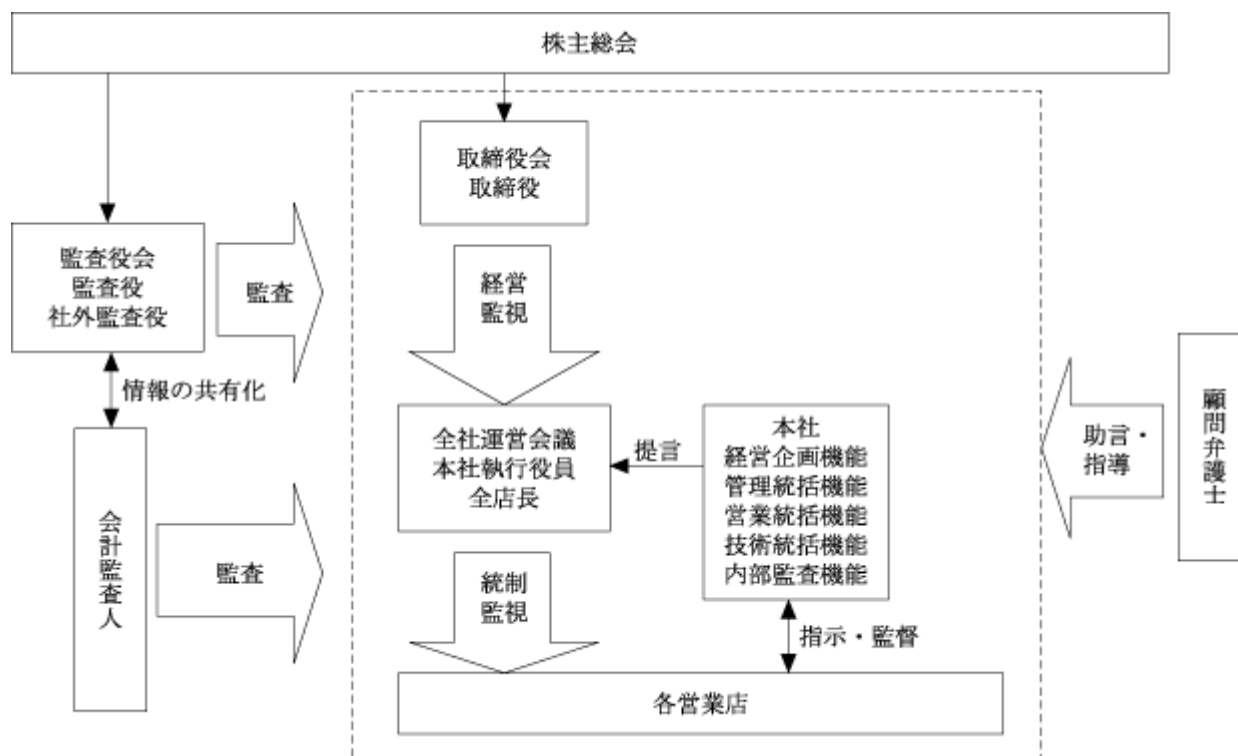 株主総会
取締役会
取締役
監査役会
監査役
社外監査役
監査
経営
監視
情報の共有化
全社運営会議
本社執行役員
全店長
提言
本社
経営企画機能
管理統括機能
営業統括機能
技術統括機能
内部監査機能
助言・
指導
顧問弁護士
会計監査人
監査
統制
監視
指示・監督
各営業店